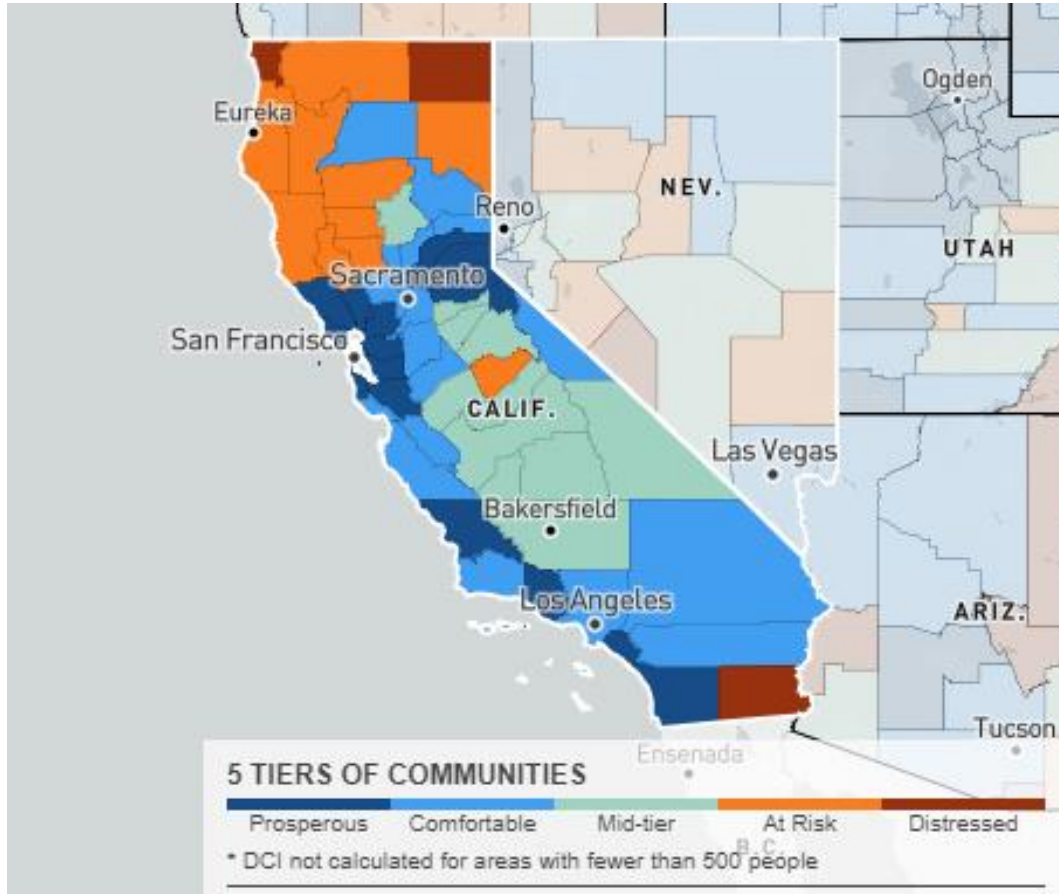 Ogden
Eureka
NEV.
Reno
UTAH
Sacramento
San Francisco
CALIF.
Las Vegas
Bakersfield
Los Angeles
ARIZ.
Tucson
Ensenada
5 TIERS OF COMMUNITIES
Prosperous Comfortable Mid-tier At Risk Distressed
B.C.
* DCI not calculated for areas with fewer than 500 people